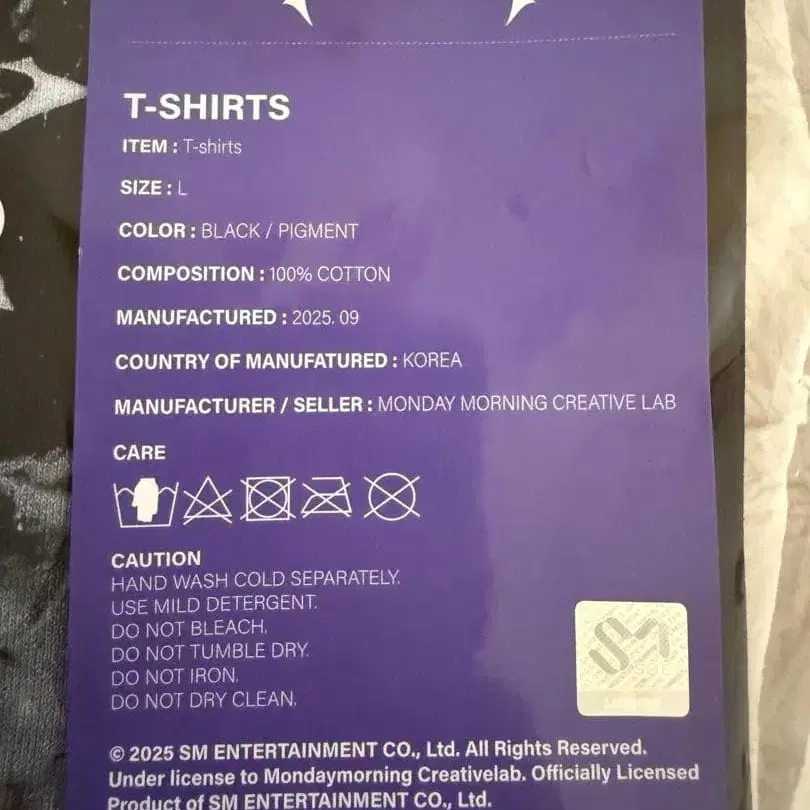 T-SHIRTS
ITEM : T-shirts
SIZE : L
COLOR : BLACK / PIGMENT
COMPOSITION : 100% COTTON
MANUFACTURED : 2025. 09
COUNTRY OF MANUFATURED : KOREA
MANUFACTURER / SELLER : MONDAY MORNING CREATIVE LAB
CARE
CAUTION
HAND WASH COLD SEPARATELY.
USE MILD DETERGENT.
DO NOT BLEACH.
DO NOT TUMBLE DRY.
DO NOT IRON.
DO NOT DRY CLEAN.
SM
© 2025 SM ENTERTAINMENT CO., Ltd. All Rights Reserved.
Under license to Mondaymorning Creativelab. Officially Licensed
Product of SM ENTERTAINMENT CO., Ltd.